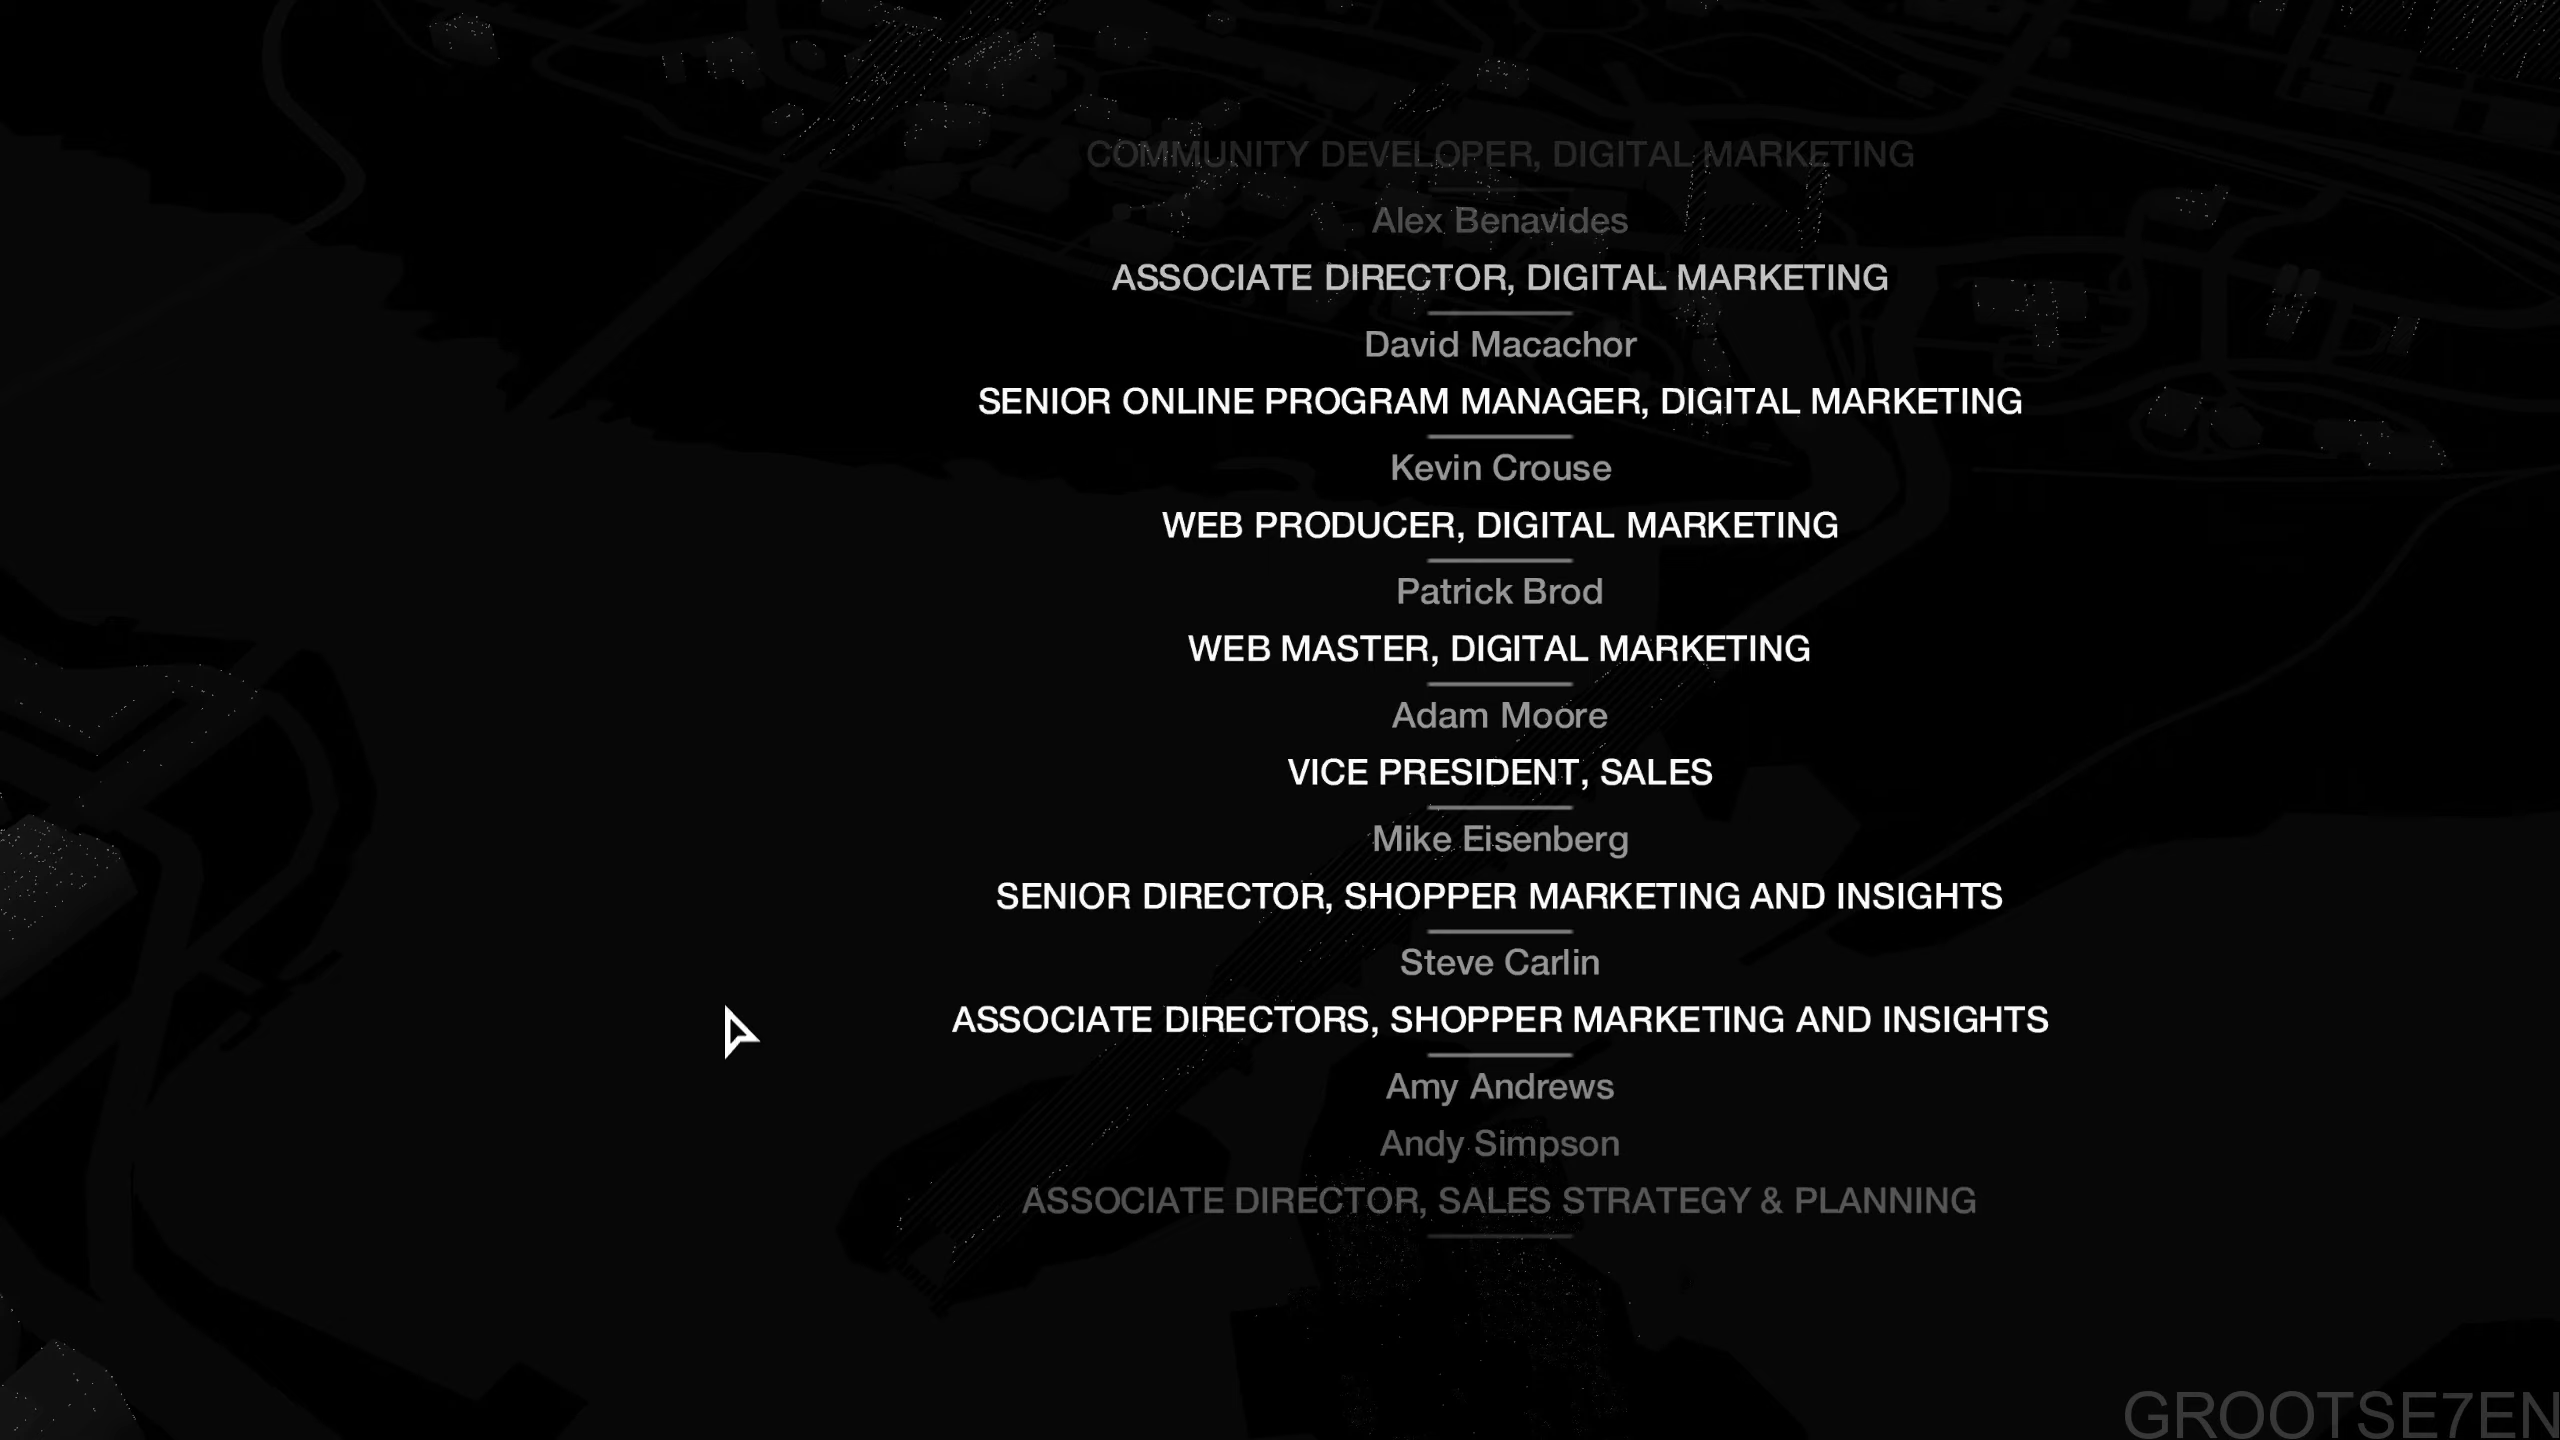 COMMUNITY DEVELOPER, DIGITAL MARKETING
Alex Benavides
ASSOCIATE DIRECTOR, DIGITAL MARKETING
David Macachor
SENIOR ONLINE PROGRAM MANAGER, DIGITAL MARKETING
Kevin Crouse
WEB PRODUCER, DIGITAL MARKETING
Patrick Brod
WEB MASTER, DIGITAL MARKETING
Adam Moore
VICE PRESIDENT, SALES
Mike Eisenberg
SENIOR DIRECTOR, SHOPPER MARKETING AND INSIGHTS
Steve Carlin
ASSOCIATE DIRECTORS, SHOPPER MARKETING AND INSIGHTS
Amy Andrews
Andy Simpson
ASSOCIATE DIRECTOR, SALES STRATEGY & PLANNING
GROOTSE7EN